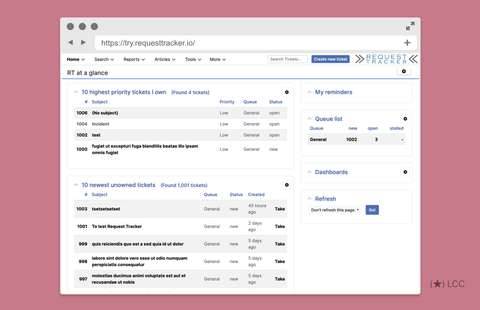 https://try.requesttracker.io/
Home Search Reports Articles Tools More Search Tickets... Create new ticket REQUEST TRACKER
RT at a glance
10 highest priority tickets I own (Found 4 tickets)
# Subject Priority Queue Status
1006 (No subject) Low General open
1004 Incident Low General open
1002 test Low General open
1000 fugiat ut excepturi fuga blanditiis beatae illo ipsam Low General new
omnis fugiat
10 newest unowned tickets (Found 1,001 tickets)
# Subject Queue Status Created
1003 tsetsetsetset General new 45 hours Take
ago
1001 To test Request Tracker General new 3 days Take
ago
999 quis reiciendis quo est a sed quia id ut dolor General new 5 days Take
ago
998 labore sint dolore vero esse ut odio numquam General new 5 days Take
perspiciatis consequatur ago
997 molestias ducimus animi voluptate est aut et General new 5 days Take
recusandae ut nobis ago
My reminders
Queue list
Queue new open stalled
General 1002 3 -
Dashboards
Refresh
Don't refresh this page. Go!
(★) LCC